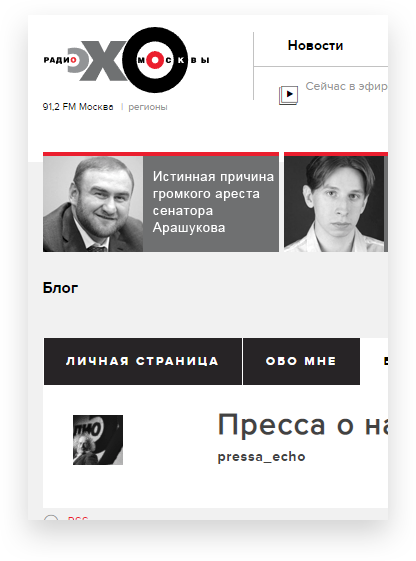 РАДИО ЭХО МОСКВЫ
Новости
Сейчас в эфир
91,2 FM Москва | регионы
Истинная причина
громкого ареста
сенатора
Арашукова
Блог
ЛИЧНАЯ СТРАНИЦА
ОБО МНЕ
Пресса о на
pressa_echo
RSS